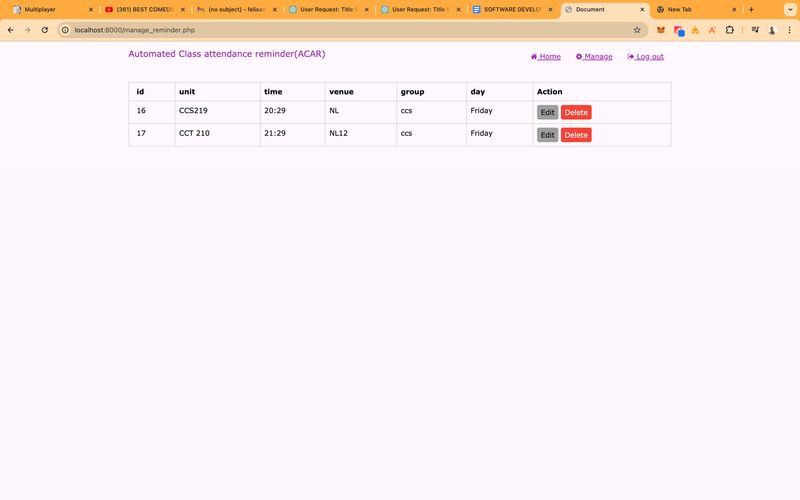 Multiplayer (361) BEST COMEDI (no subject) - felixaw User Request: Title S User Request: Title S SOFTWARE DEVELO Document New Tab
localhost:8000/manage_reminder.php
Automated Class attendance reminder(ACAR) Home Manage Log out
id unit time venue group day Action
16 CCS219 20:29 NL ccs Friday Edit Delete
17 CCT 210 21:29 NL12 ccs Friday Edit Delete